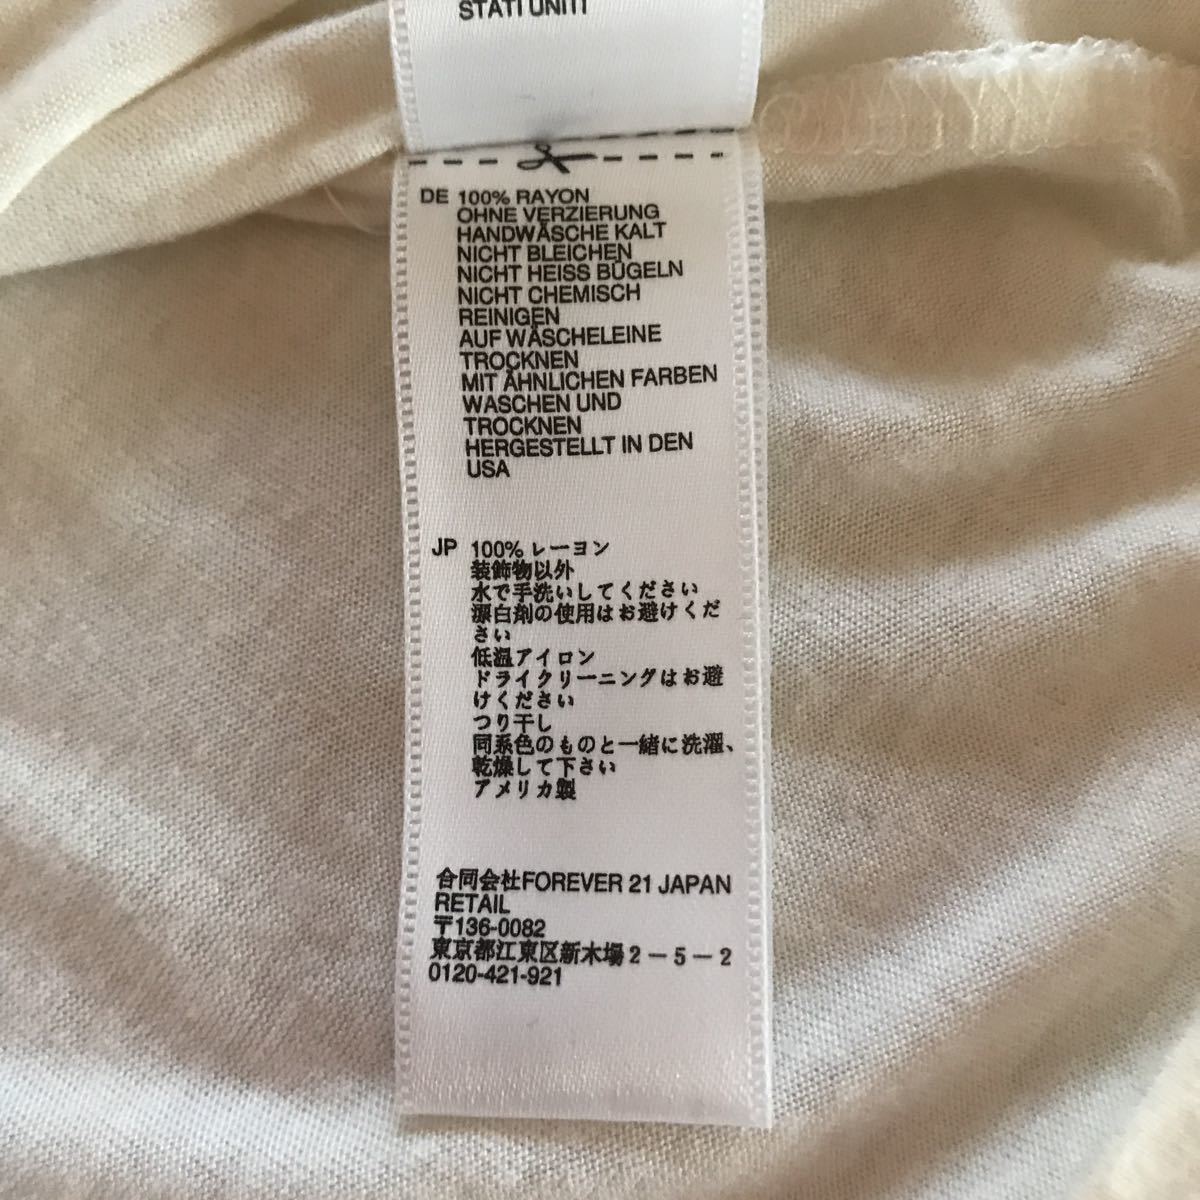 STATI UNITI
DE 100% RAYON
OHNE VERZIERUNG
HANDWÄSCHE KALT
NICHT BLEICHEN
NICHT HEISS BÜGELN
NICHT CHEMISCH
REINIGEN
AUF WÄSCHELEINE
TROCKNEN
MIT ÄHNLICHEN FARBEN
WASCHEN UND
TROCKNEN
HERGESTELLT IN DEN
USA
JP 100% レーヨン
装飾物以外
水で手洗いしてください
漂白剤の使用はお避けくだ
さい
低温アイロン
ドライクリーニングはお避
けください
つり干し
同系色のものと一緒に洗濯、
乾燥して下さい
アメリカ製
合同会社FOREVER 21 JAPAN
RETAIL
〒136-0082
東京都江東区新木場2－5－2
0120-421-921